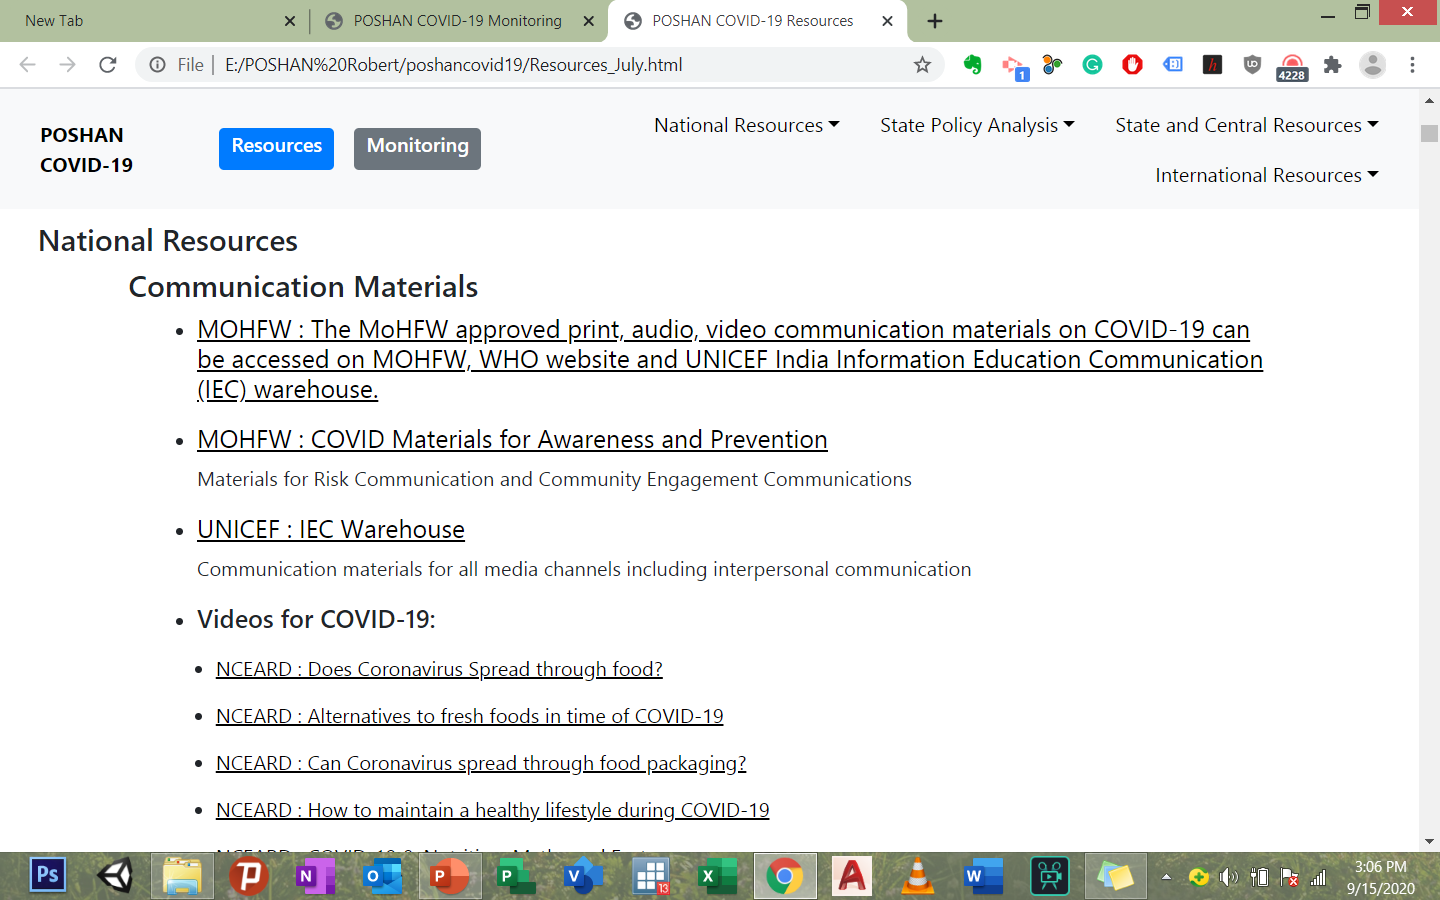 New Tab
POSHAN COVID-19 Monitoring
POSHAN COVID-19 Resources
File
E:/POSHAN%20Robert/poshancovid19/Resources_July.html
1
4228
POSHAN
COVID-19
Resources
Monitoring
National Resources
State Policy Analysis
State and Central Resources
International Resources
National Resources
Communication Materials
MOHFW : The MoHFW approved print, audio, video communication materials on COVID-19 can
be accessed on MOHFW, WHO website and UNICEF India Information Education Communication
(IEC) warehouse.
MOHFW : COVID Materials for Awareness and Prevention
Materials for Risk Communication and Community Engagement Communications
UNICEF : IEC Warehouse
Communication materials for all media channels including interpersonal communication
Videos for COVID-19:
NCEARD : Does Coronavirus Spread through food?
NCEARD : Alternatives to fresh foods in time of COVID-19
NCEARD : Can Coronavirus spread through food packaging?
NCEARD : How to maintain a healthy lifestyle during COVID-19
Ps
N
O
P
P
V
13
X
A
W
3:06 PM
9/15/2020